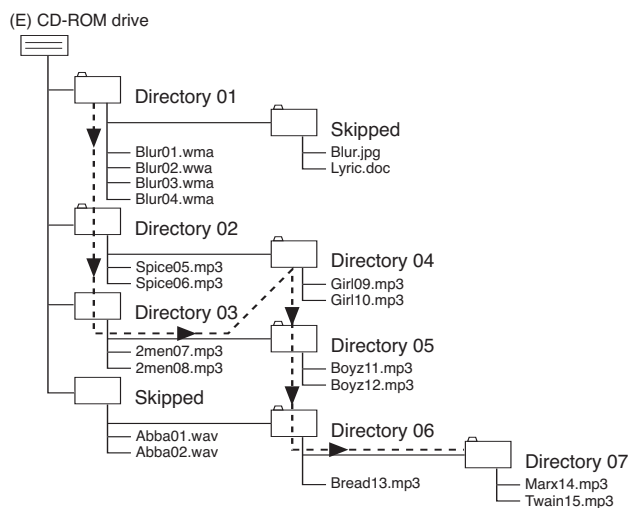 (E) CD-ROM drive
Directory 01
Skipped
Blur01.wma
Blur02.wwa
Blur03.wma
Blur04.wma
Blur.jpg
Lyric.doc
Directory 02
Directory 04
Spice05.mp3
Spice06.mp3
Girl09.mp3
Girl10.mp3
Directory 03
Directory 05
2men07.mp3
2men08.mp3
Boyz11.mp3
Boyz12.mp3
Skipped
Directory 06
Abba01.wav
Abba02.wav
Directory 07
Bread13.mp3
Marx14.mp3
Twain15.mp3